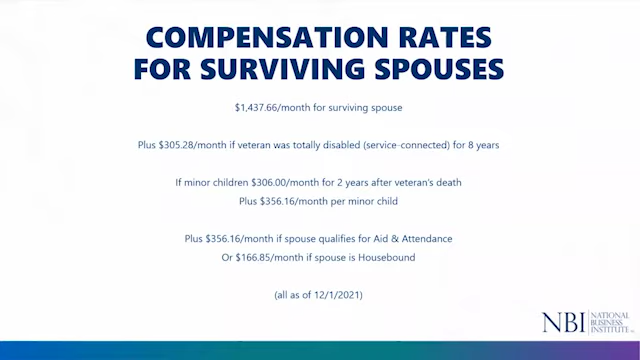 COMPENSATION RATES
FOR SURVIVING SPOUSES
$1,437.66/month for surviving spouse
Plus $305.28/month if veteran was totally disabled (service-connected) for 8 years
If minor children $306.00/month for 2 years after veteran's death
Plus $356.16/month per minor child
Plus $356.16/month if spouse qualifies for Aid & Attendance
Or $166.85/month if spouse is Housebound
(all as of 12/1/2021)
NBI NATIONAL
BUSINESS
INSTITUTE